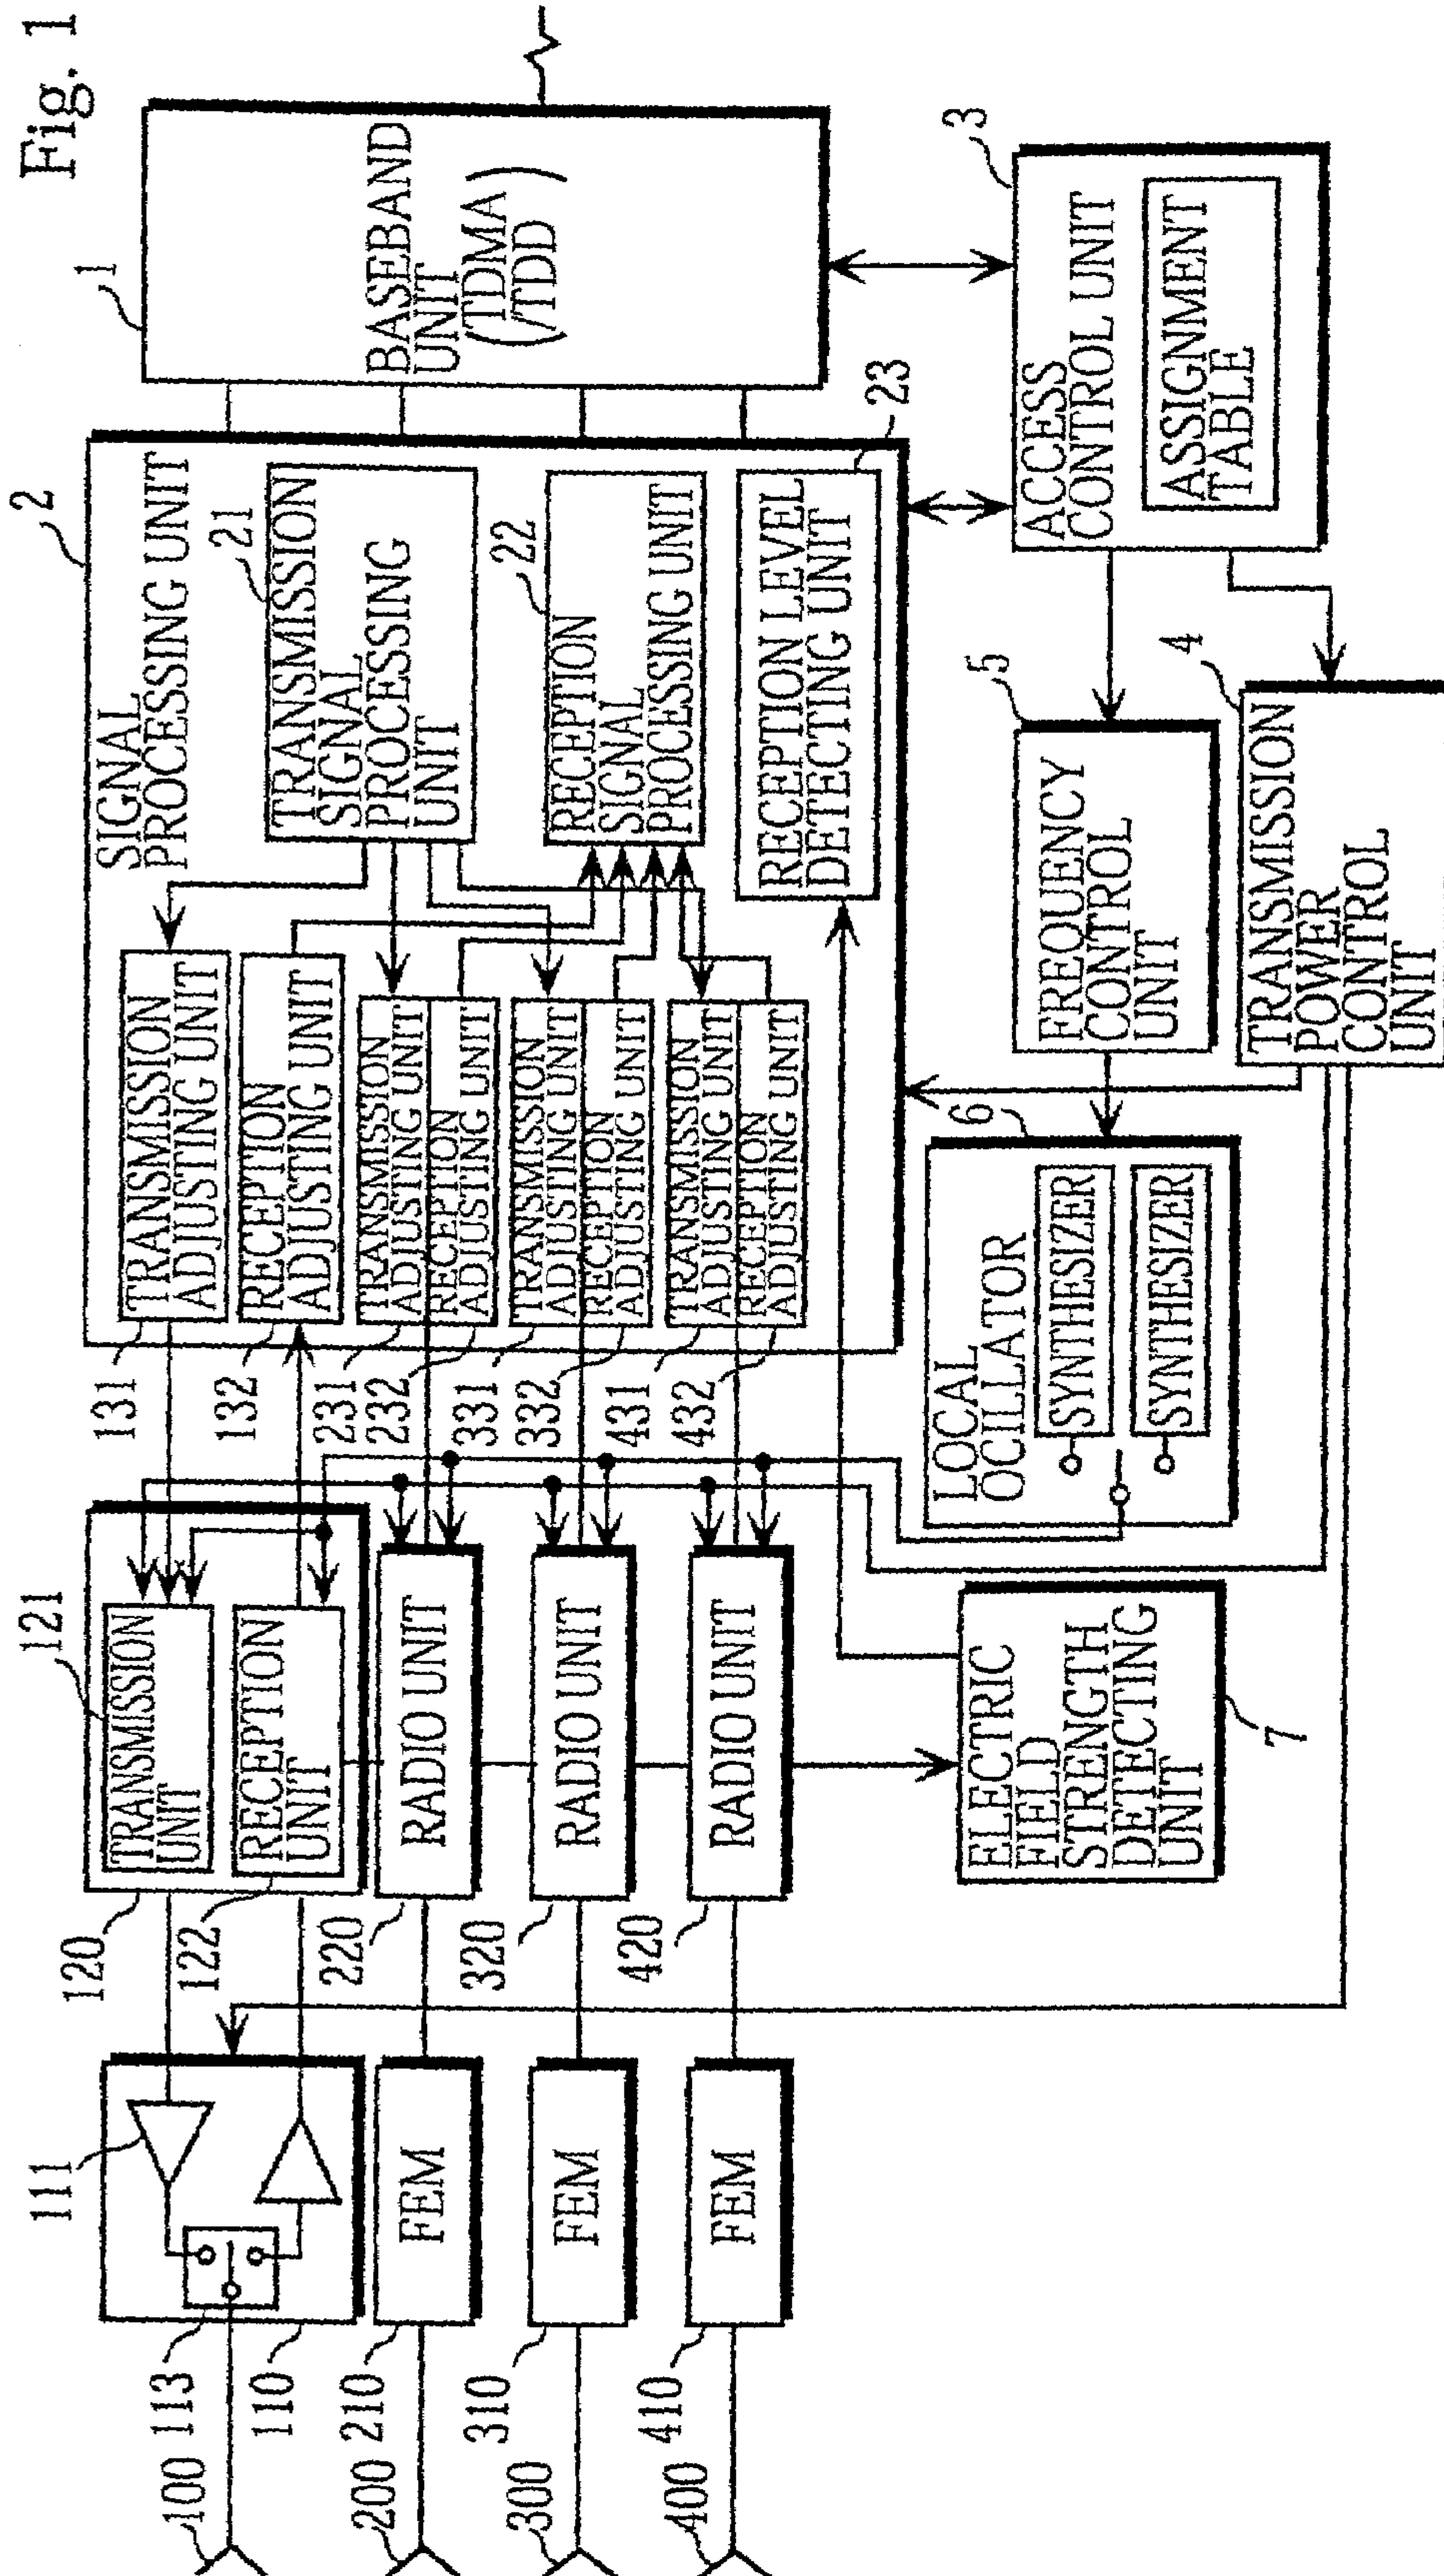 Fig. 1
100
113
110
111
120
122
121
TRANSMISSION
UNIT
RECEPTION
UNIT
131
132
TRANSMISSION
ADJUSTING UNIT
RECEPTION
ADJUSTING UNIT
2
SIGNAL
PROCESSING UNIT
21
TRANSMISSION
SIGNAL
PROCESSING
UNIT
22
RECEPTION
SIGNAL
PROCESSING UNIT
RECEPTION LEVEL
DETECTING UNIT
23
1
BASEBAND
UNIT
(TDMA
/TDD)
200
210
FEM
220
RADIO UNIT
231
232
TRANSMISSION
ADJUSTING UNIT
RECEPTION
ADJUSTING UNIT
300
310
FEM
320
RADIO UNIT
331
332
TRANSMISSION
ADJUSTING UNIT
RECEPTION
ADJUSTING UNIT
400
410
FEM
420
RADIO UNIT
431
432
TRANSMISSION
ADJUSTING UNIT
RECEPTION
ADJUSTING UNIT
ELECTRIC
FIELD
STRENGTH
DETECTING
UNIT
7
6
LOCAL
OCILLATOR
SYNTHESIZER
SYNTHESIZER
5
FREQUENCY
CONTROL
UNIT
4
TRANSMISSION
POWER
CONTROL
UNIT
3
ACCESS
CONTROL UNIT
ASSIGNMENT
TABLE